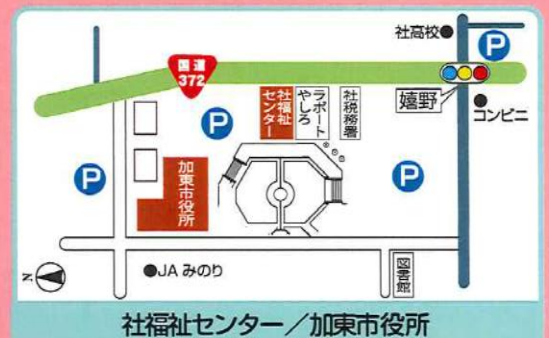 社高校●
P
国道
372
嬉野
●
コンビニ
社福祉
センター
ラポート
やしろ
社税務署
P
P
加東市役所
P
●JA みのり
図書館
N
社福祉センター/加東市役所